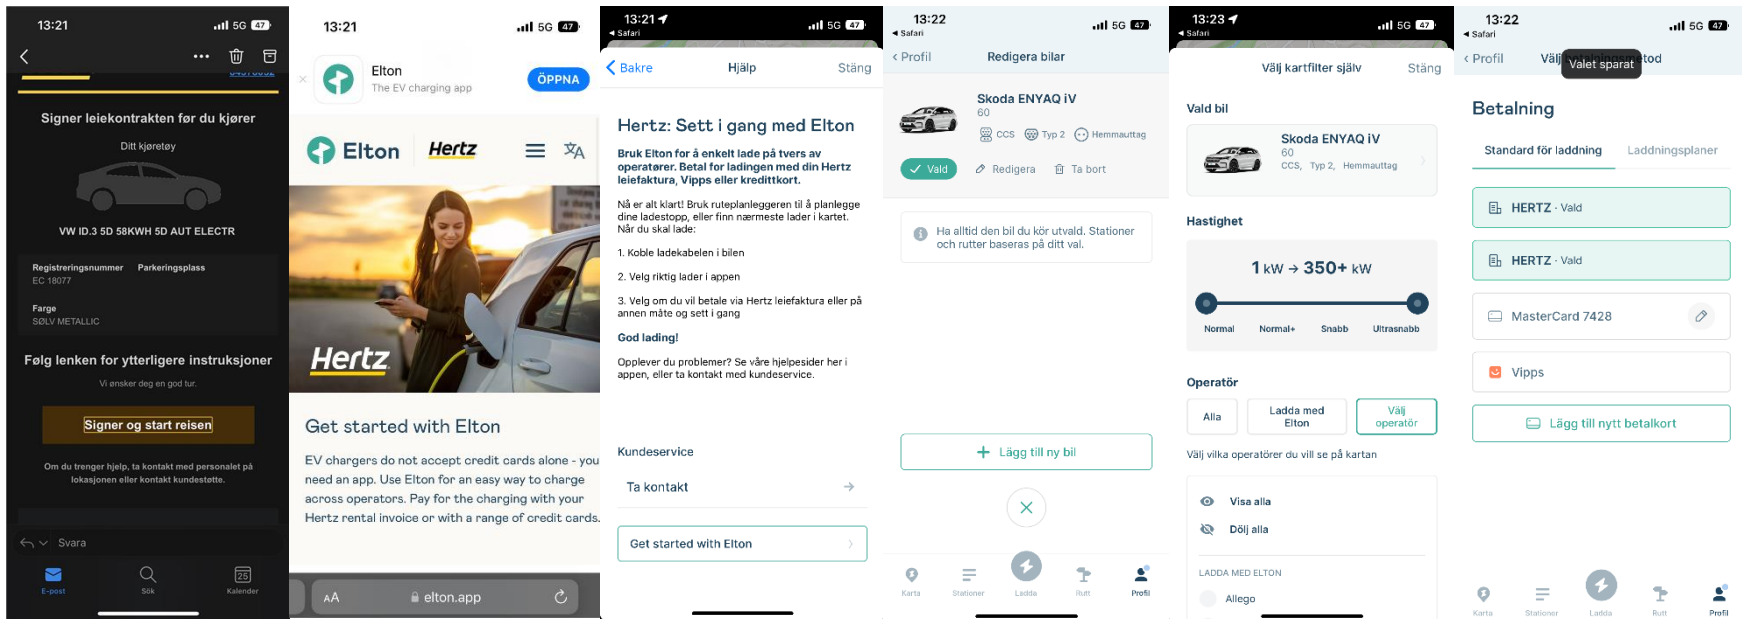 13:21
5G 47
Signer leiekontrakten før du kjører
Ditt kjøretøy
VW ID.3 5D 58KWH 5D AUT ELECTR
Registreringsnummer Parkeringsplass
EC 18077
Farge
SØLV METALLIC
Følg lenken for ytterligere instruksjoner
Vi ønsker deg en god tur.
Signer og start reisen
Om du trenger hjelp, ta kontakt med personalet på
lokasjonen eller kontakt kundestøtte.
Svara
E-post Sök 25 Kalender
13:21
5G 47
Elton
The EV charging app
ÖPPNA
Elton Hertz
Hertz
Get started with Elton
EV chargers do not accept credit cards alone - you
need an app. Use Elton for an easy way to charge
across operators. Pay for the charging with your
Hertz rental invoice or with a range of credit cards.
AA elton.app
13:21
5G 47
Safari
Bakre Hjälp Stäng
Hertz: Sett i gang med Elton
Bruk Elton for å enkelt lade på tvers av
operatører. Betal for ladingen med din Hertz
leiefaktura, Vipps eller kredittkort.
Nå er alt klart! Bruk ruteplanleggeren til å planlegge
dine ladestopp, eller finn nærmeste lader i kartet.
Når du skal lade:
1. Koble ladekabelen i bilen
2. Velg riktig lader i appen
3. Velg om du vil betale via Hertz leiefaktura eller på
annen måte og sett i gang
God lading!
Opplever du problemer? Se våre hjelpesider her i
appen, eller ta kontakt med kundeservice.
Kundeservice
Ta kontakt
Get started with Elton
13:22
5G 47
Safari
Profil Redigera bilar
Skoda ENYAQ iV
60
CCS Typ 2 Hemmauttag
Vald Redigera Ta bort
Ha alltid den bil du kör utvald. Stationer
och rutter baseras på ditt val.
Lägg till ny bil
Karta Stationer Ladda Rutt Profil
13:23
5G 47
Safari
Välj kartfilter själv Stäng
Vald bil
Skoda ENYAQ iV
60
CCS, Typ 2, Hemmauttag
Hastighet
1 kW → 350+ kW
Normal Normal+ Snabb Ultrasnabb
Operatör
Alla
Ladda med
Elton
Välj
operatör
Välj vilka operatörer du vill se på kartan
Visa alla
Dölj alla
LADDA MED ELTON
Allego
13:22
5G 47
Safari
Profil
Valet sparat
Betalning
Standard för laddning Laddningsplaner
HERTZ · Vald
HERTZ · Vald
MasterCard 7428
Vipps
Lägg till nytt betalkort
Karta Stationer Ladda Rutt Profil